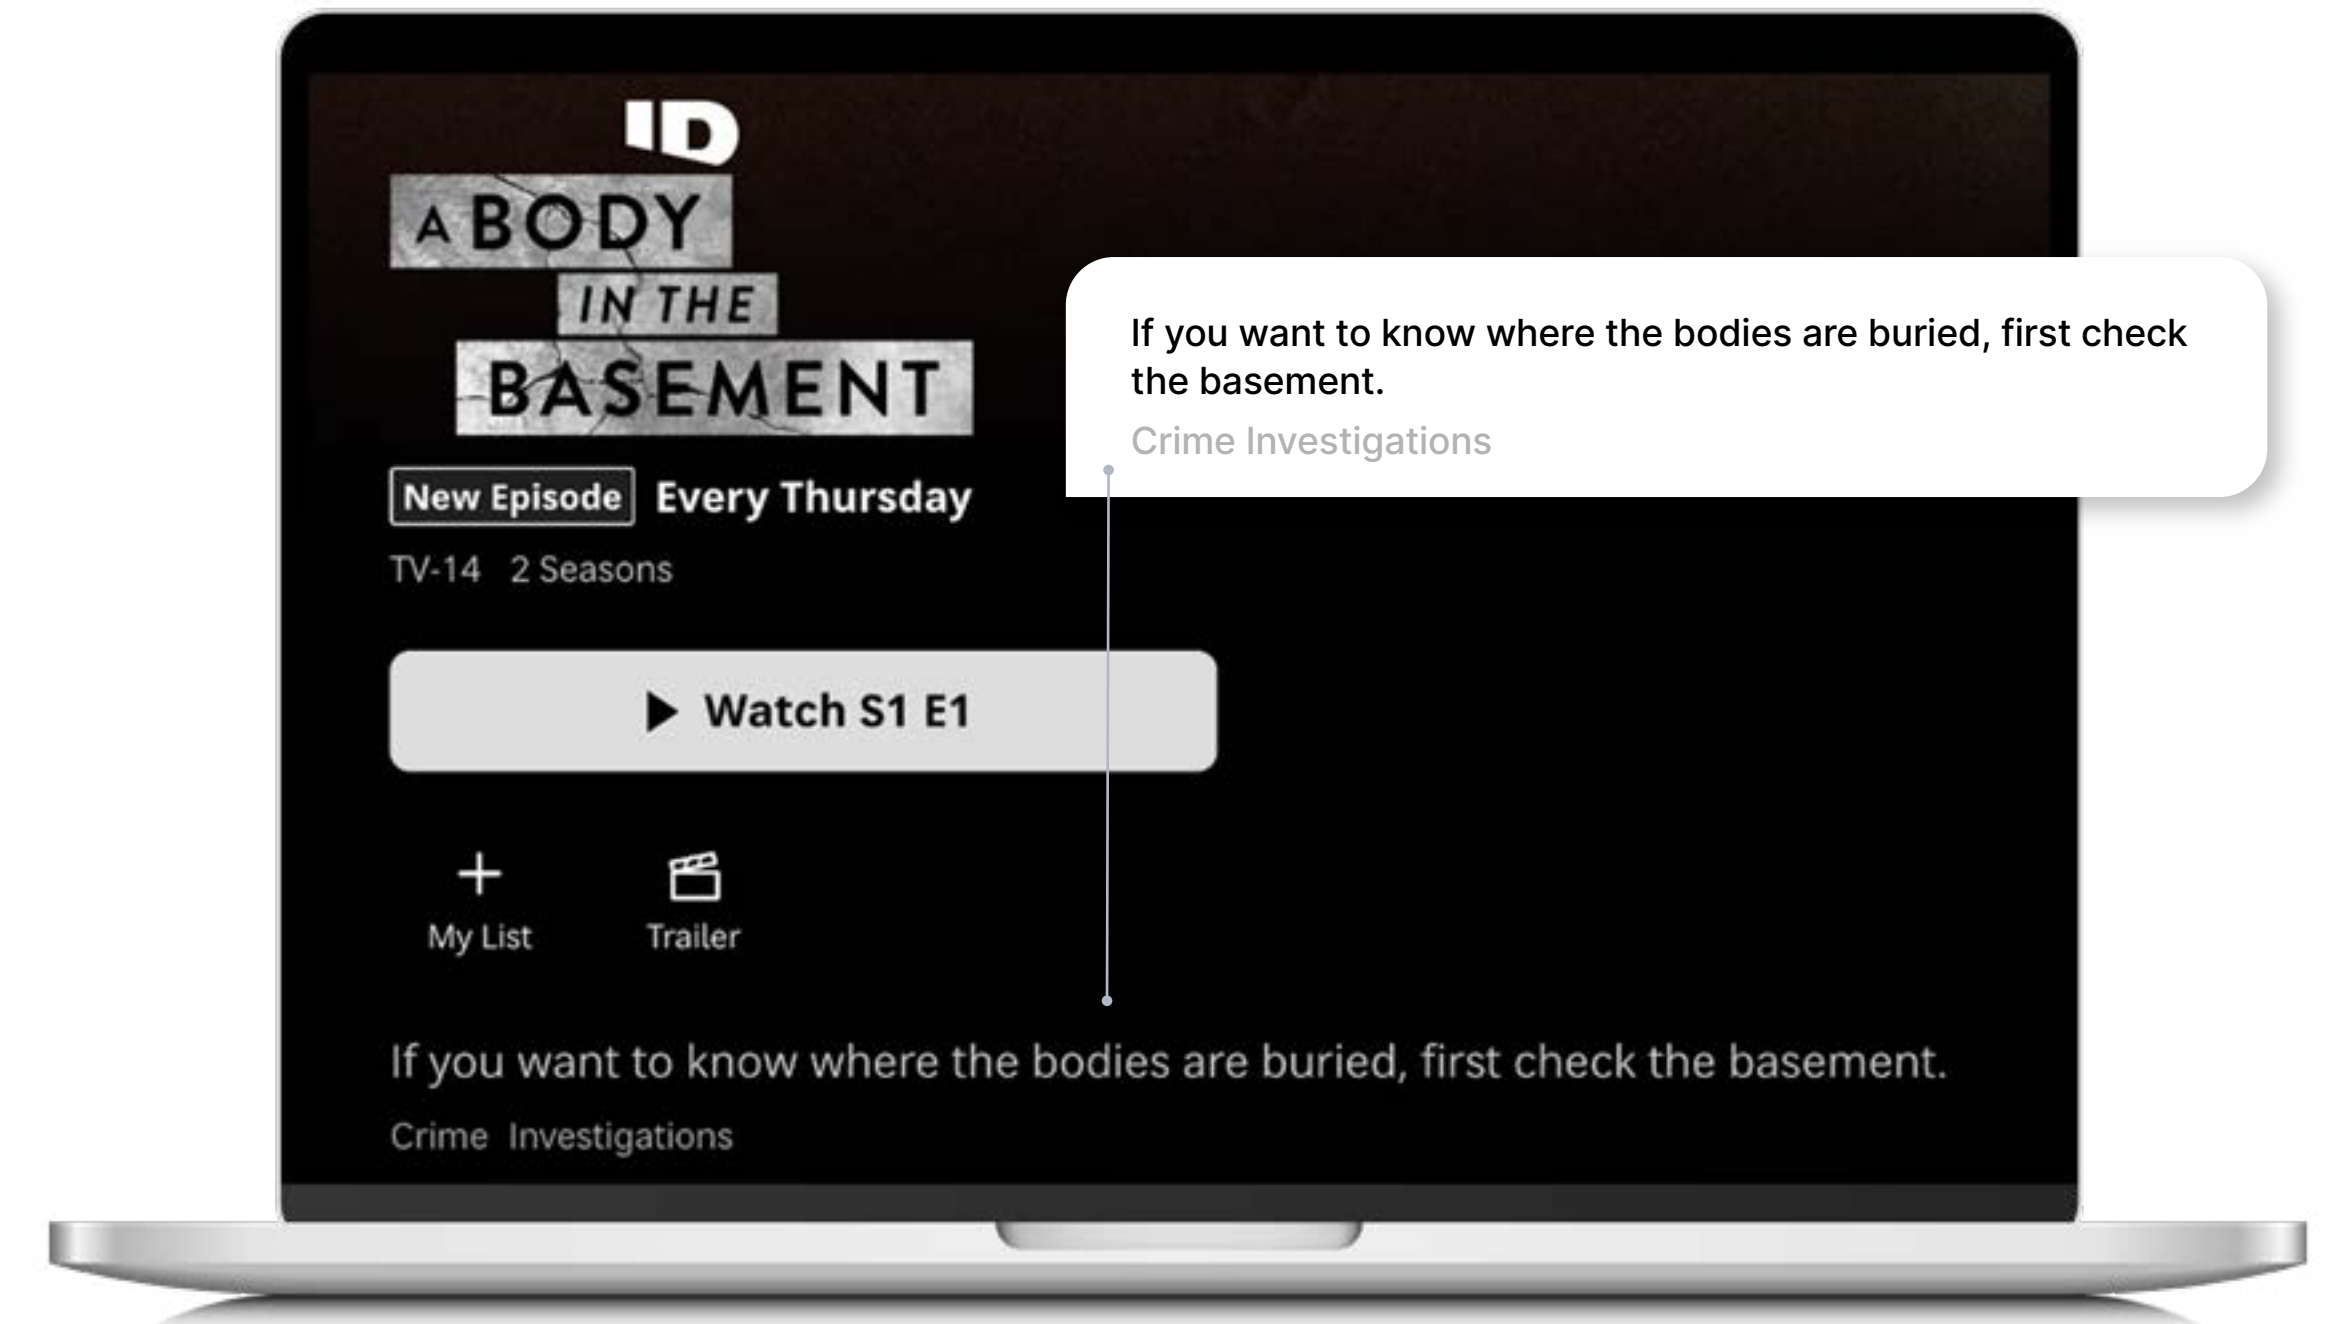 ID
A BODY
IN THE
BASEMENT
New Episode Every Thursday
TV-14 2 Seasons
Watch S1 E1
My List Trailer
If you want to know where the bodies are buried, first check the basement.
Crime Investigations
If you want to know where the bodies are buried, first check
the basement.
Crime Investigations